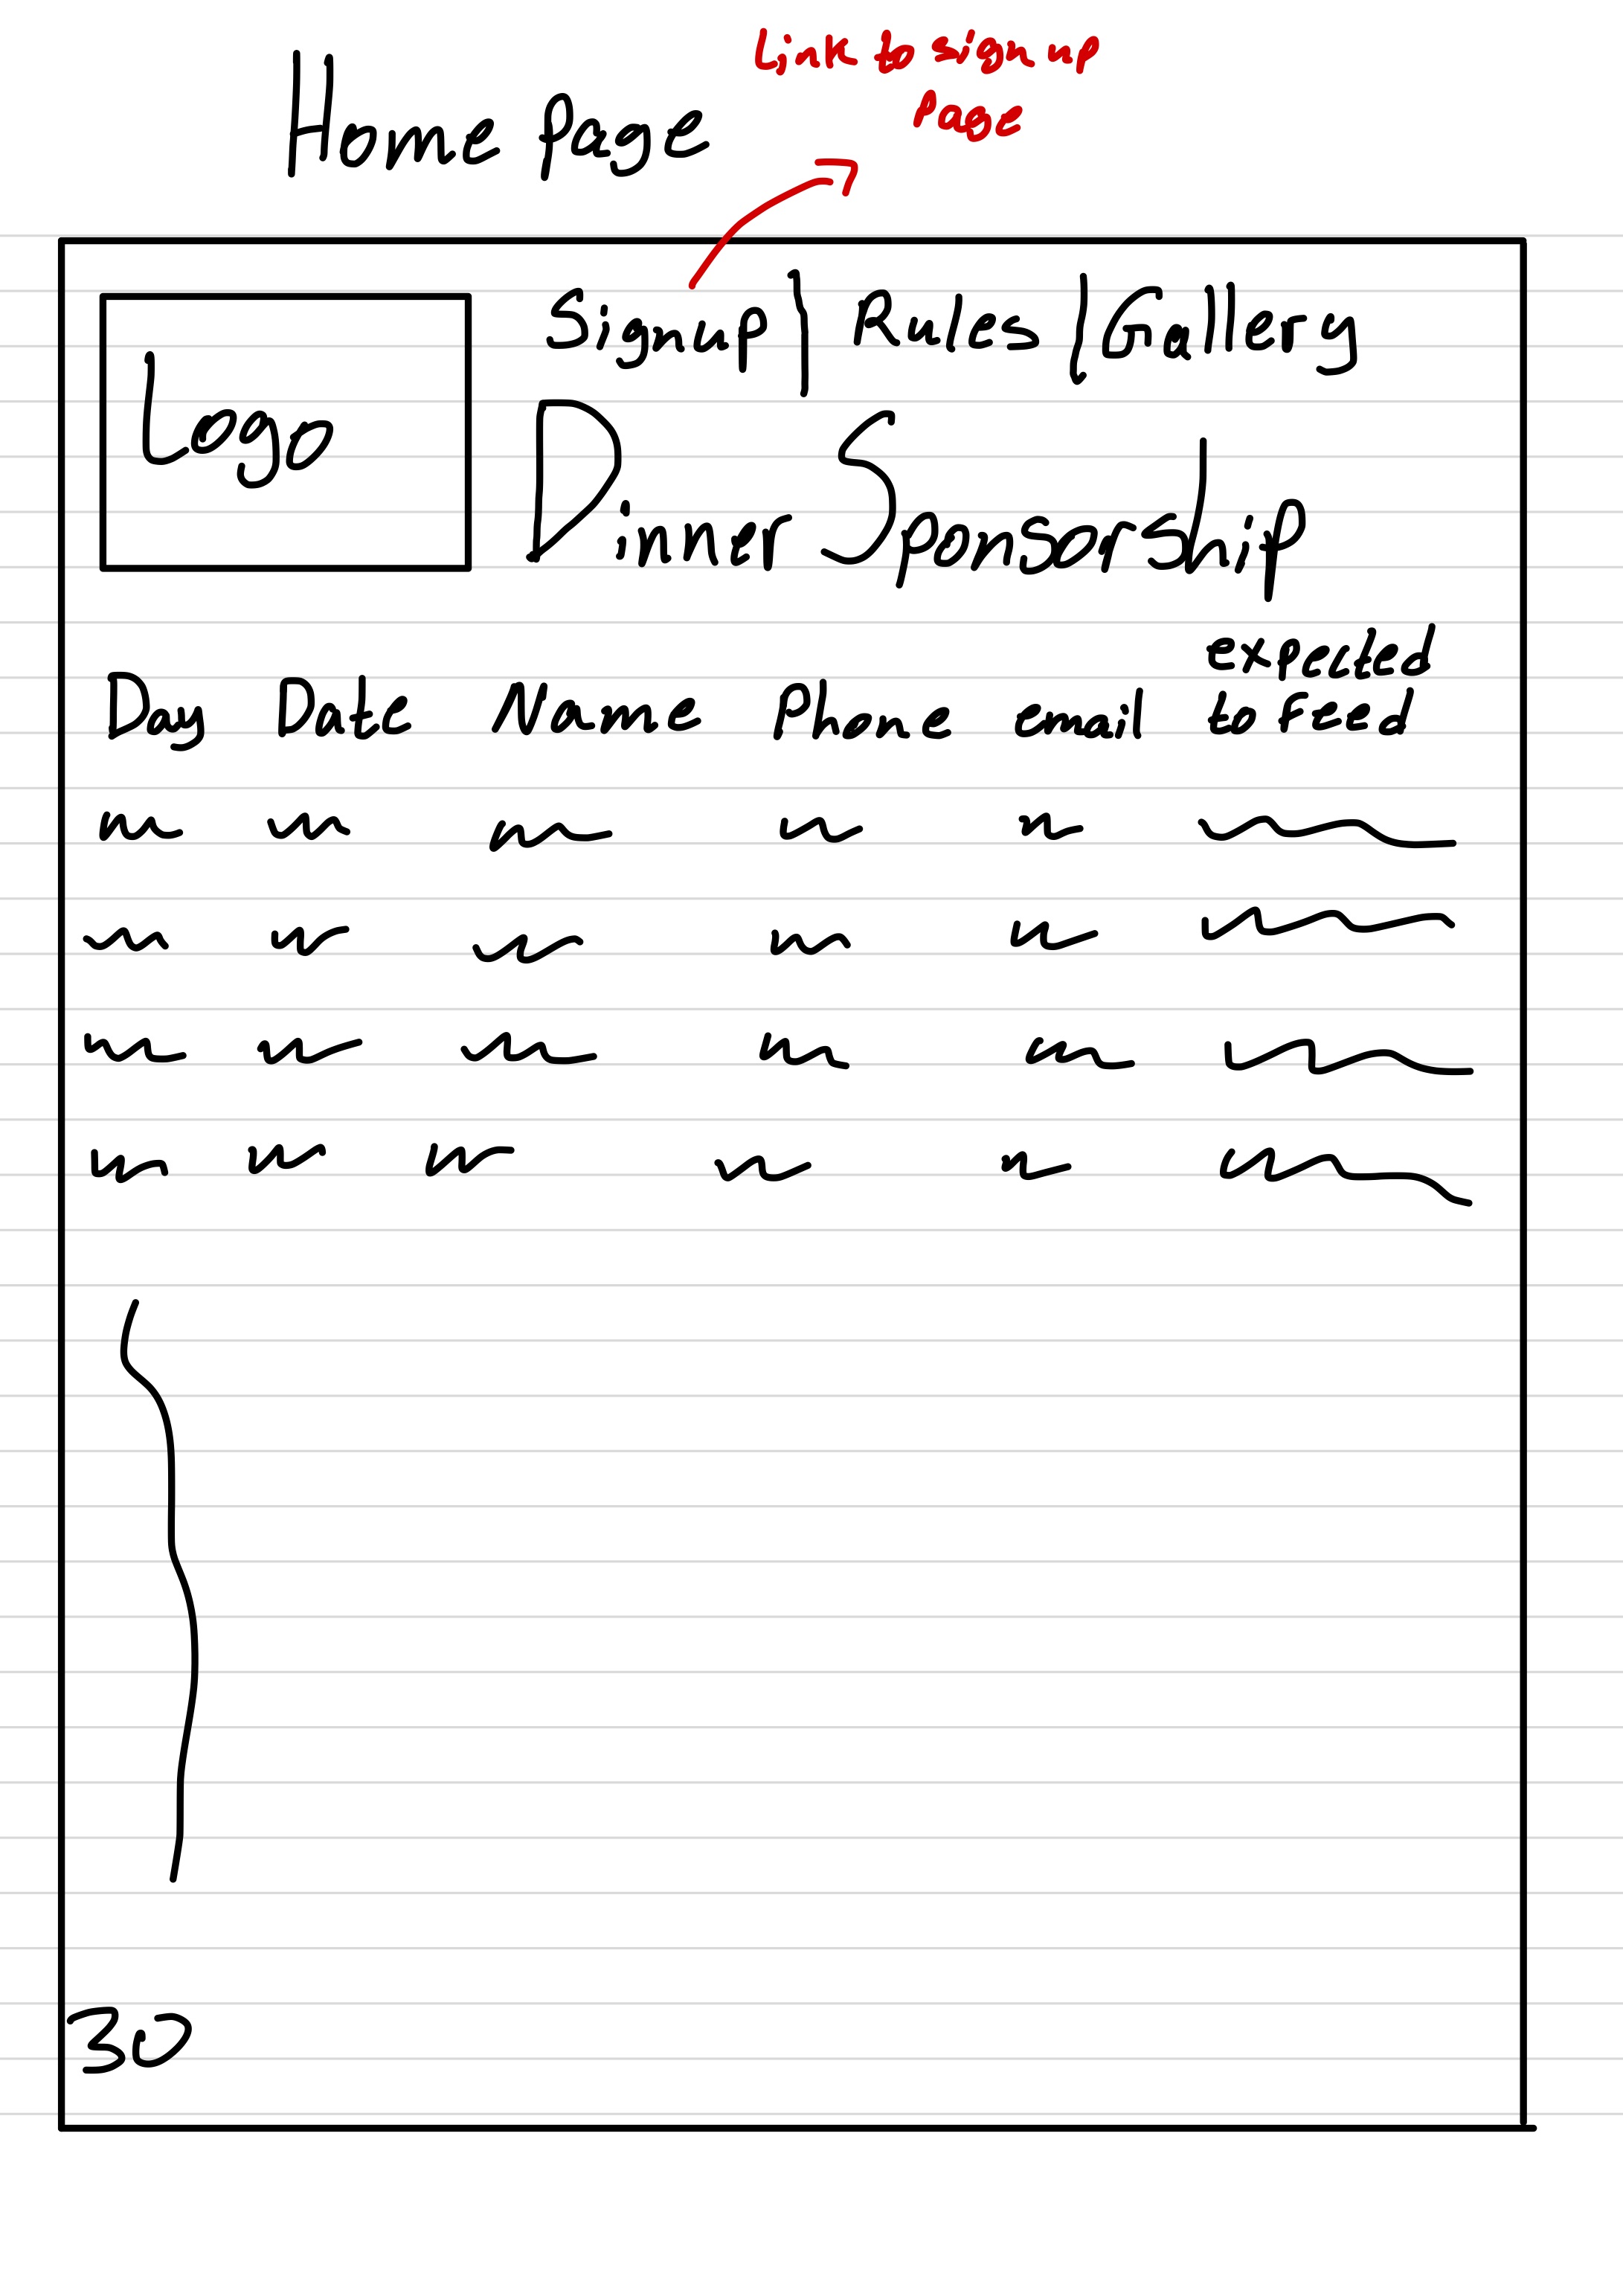 Link to sign up
Page
Home Page
Signup | Rules | Gallery
Logo
Dinner Sponsorship
Day Date Name Phone email expected to feed
30